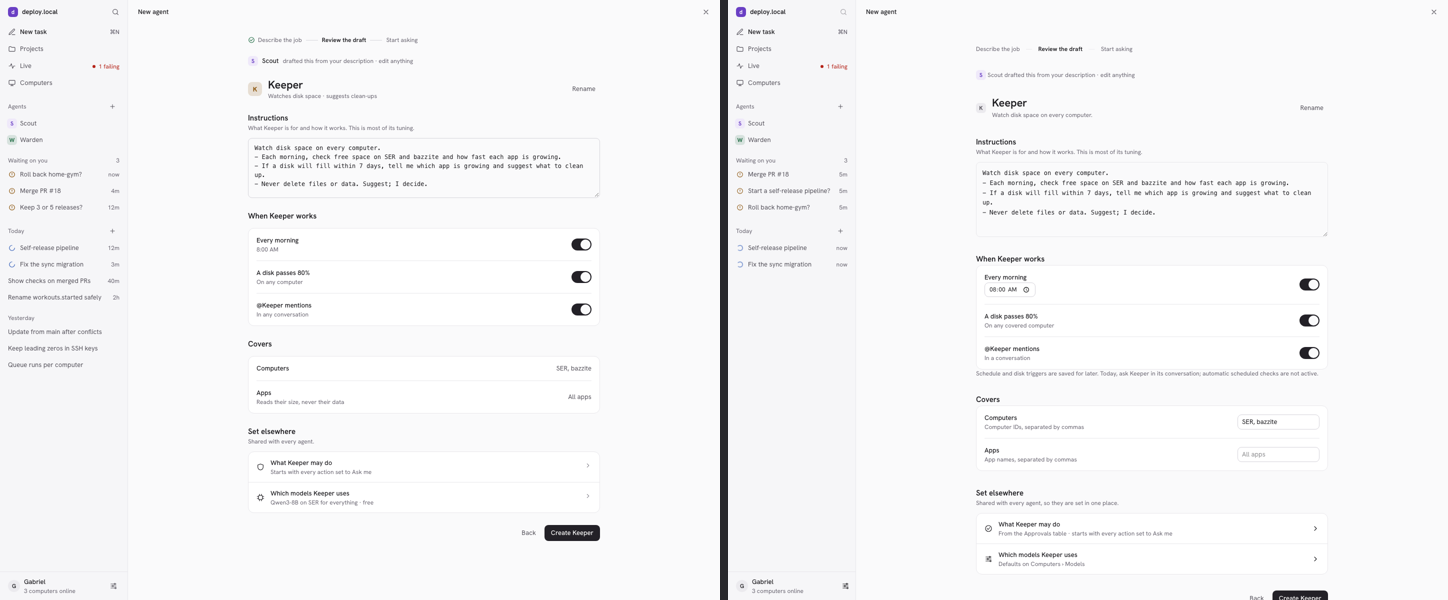 d deploy.local
New task ⌘N
Projects
Live 1 failing
Computers
Agents
S Scout
W Warden
Waiting on you 3
Roll back home-gym? now
Merge PR #18 4m
Keep 3 or 5 releases? 12m
Today
Self-release pipeline 12m
Fix the sync migration 3m
Show checks on merged PRs 40m
Rename workouts.started safely 2h
Yesterday
Update from main after conflicts
Keep leading zeros in SSH keys
Queue runs per computer
G Gabriel
3 computers online
New agent
Describe the job Review the draft Start asking
S Scout drafted this from your description · edit anything
K Keeper
Watches disk space · suggests clean-ups
Rename
Instructions
What Keeper is for and how it works. This is most of its tuning.
Watch disk space on every computer.
- Each morning, check free space on SER and bazzite and how fast each app is growing.
- If a disk will fill within 7 days, tell me which app is growing and suggest what to clean
up.
- Never delete files or data. Suggest; I decide.
When Keeper works
Every morning
8:00 AM
A disk passes 80%
On any computer
@Keeper mentions
In any conversation
Covers
Computers SER, bazzite
Apps
Reads their size, never their data
All apps
Set elsewhere
Shared with every agent.
What Keeper may do
Starts with every action set to Ask me
Which models Keeper uses
Qwen3-8B on SER for everything · free
Back Create Keeper
d deploy.local
New task ⌘N
Projects
Live 1 failing
Computers
Agents
S Scout
W Warden
Waiting on you 3
Merge PR #18 5m
Start a self-release pipeline? 5m
Roll back home-gym? 5m
Today
Self-release pipeline now
Fix the sync migration now
G Gabriel
3 computers online
New agent
Describe the job Review the draft Start asking
S Scout drafted this from your description · edit anything
K Keeper
Watch disk space on every computer.
Rename
Instructions
What Keeper is for and how it works. This is most of its tuning.
Watch disk space on every computer.
- Each morning, check free space on SER and bazzite and how fast each app is growing.
- If a disk will fill within 7 days, tell me which app is growing and suggest what to clean
up.
- Never delete files or data. Suggest; I decide.
When Keeper works
Every morning
08:00 AM
A disk passes 80%
On any covered computer
@Keeper mentions
In a conversation
Schedule and disk triggers are saved for later. Today, ask Keeper in its conversation; automatic scheduled checks are not active.
Covers
Computers
Computer IDs, separated by commas
SER, bazzite
Apps
App names, separated by commas
All apps
Set elsewhere
Shared with every agent, so they are set in one place.
What Keeper may do
From the Approvals table · starts with every action set to Ask me
Which models Keeper uses
Defaults on Computers › Models
Back Create Keeper